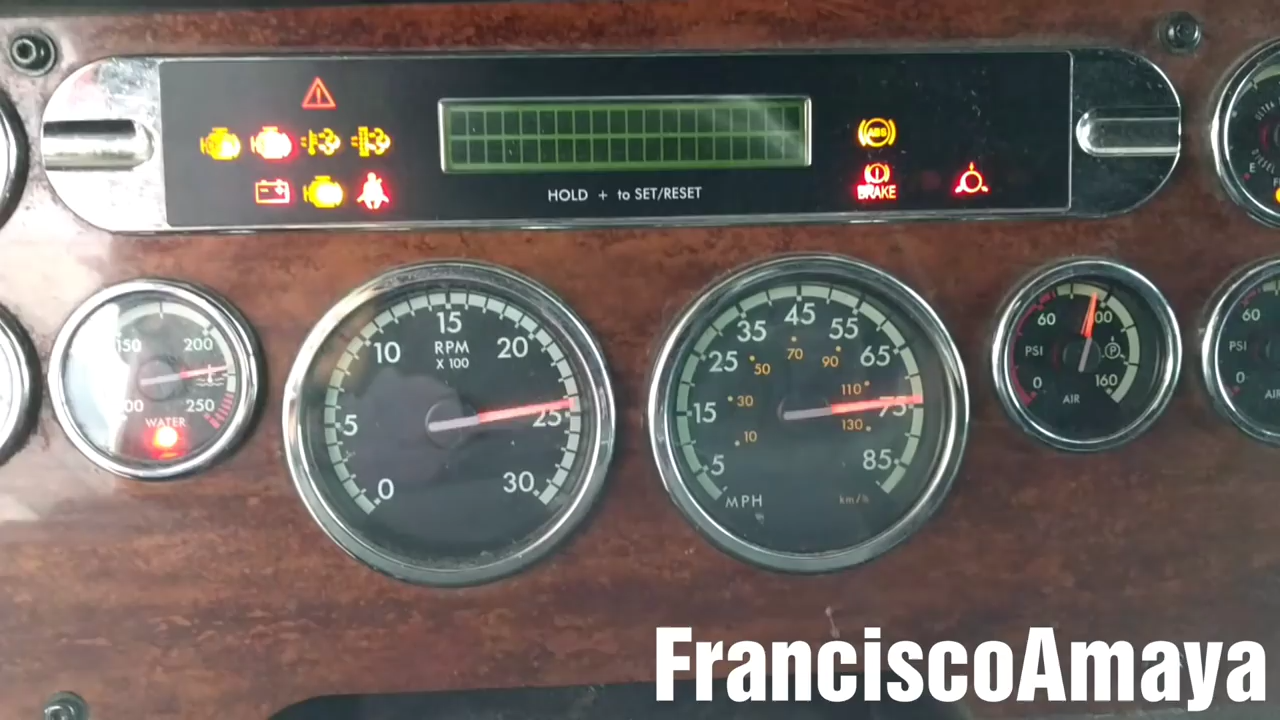 ABS
BRAKE
HOLD + to SET/RESET
150
200
250
WATER
0
5
10
15
20
25
30
RPM
X 100
5
15
25
35
45
55
65
75
85
10
30
50
70
90
110
130
MPH
km/h
0
60
160
PSI
P
AIR
60
PSI
0
E
FranciscoAmaya